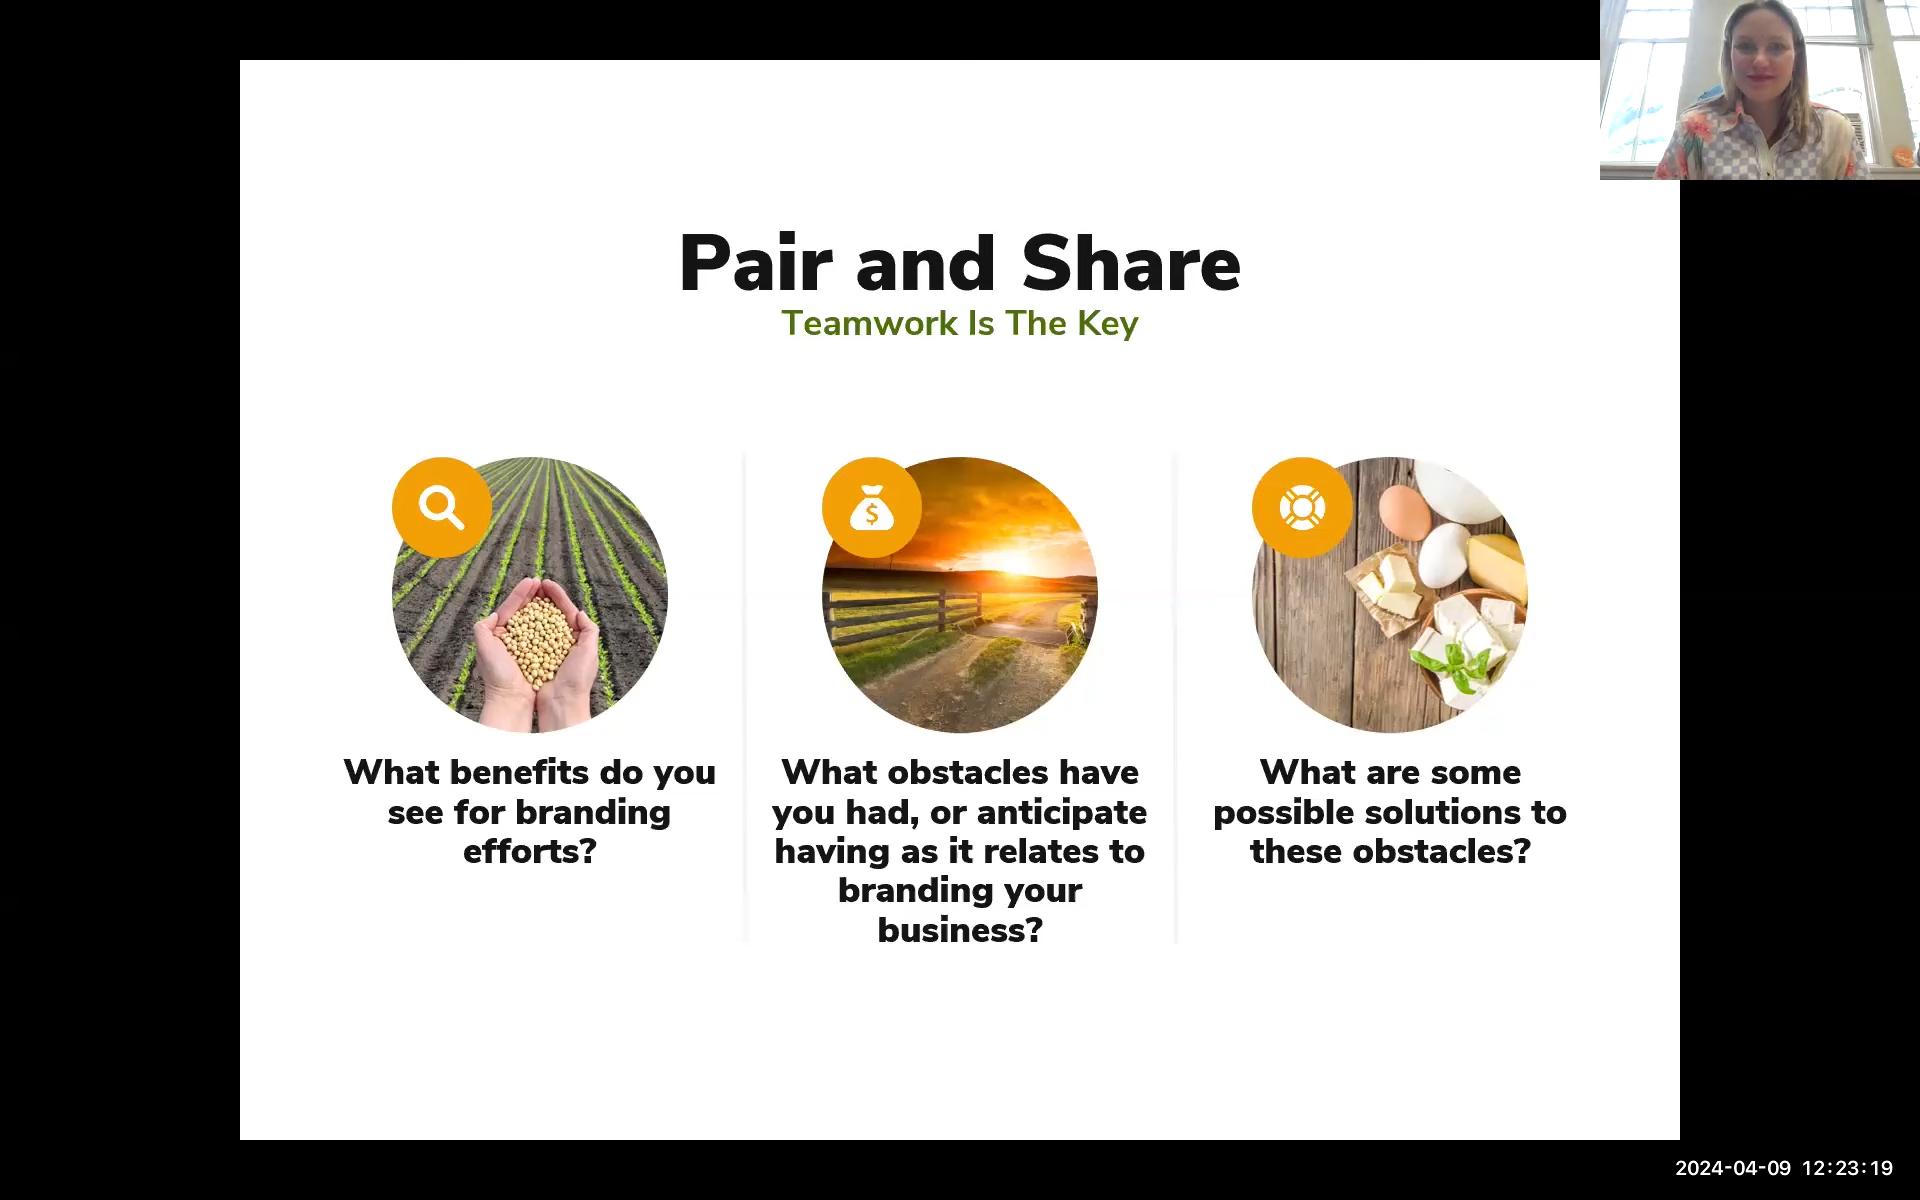 Pair and Share
Teamwork Is The Key
What benefits do you
see for branding
efforts?
What obstacles have
you had, or anticipate
having as it relates to
branding your
business?
What are some
possible solutions to
these obstacles?
2024-04-09 12:23:19